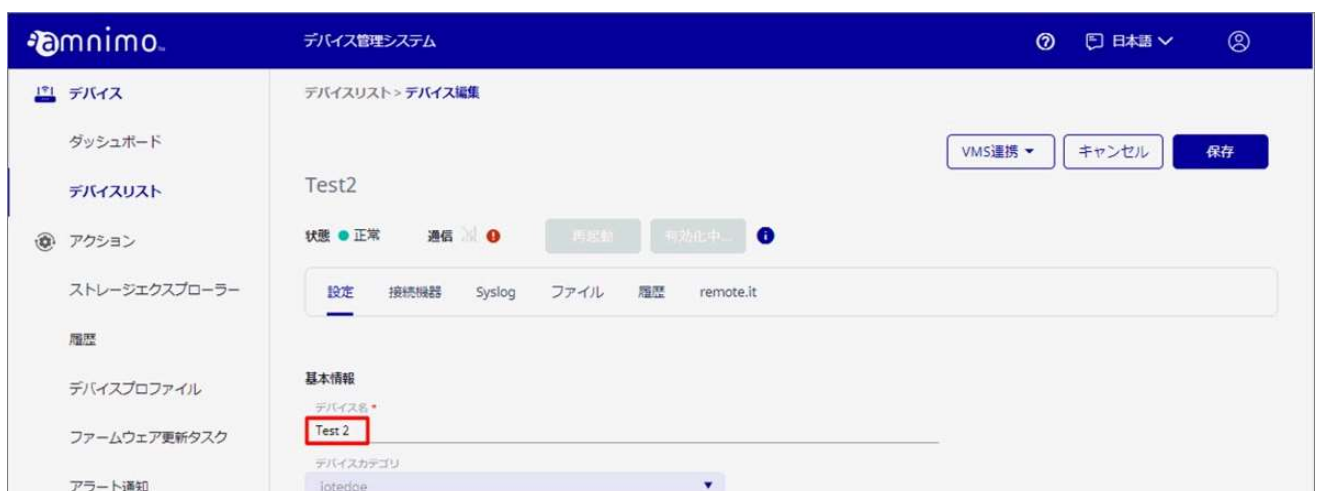 amnimo
デバイス管理システム
日本語
デバイス
デバイスリスト > デバイス編集
ダッシュボード
VMS連携
キャンセル
保存
デバイスリスト
Test2
アクション
状態 正常 通信
再起動
有効化中...
ストレージエクスプローラー
設定 接続機器 Syslog ファイル 履歴 remote.it
履歴
基本情報
デバイスプロファイル
デバイス名 *
Test 2
ファームウェア更新タスク
デバイスカテゴリ
アラート通知
iotedge